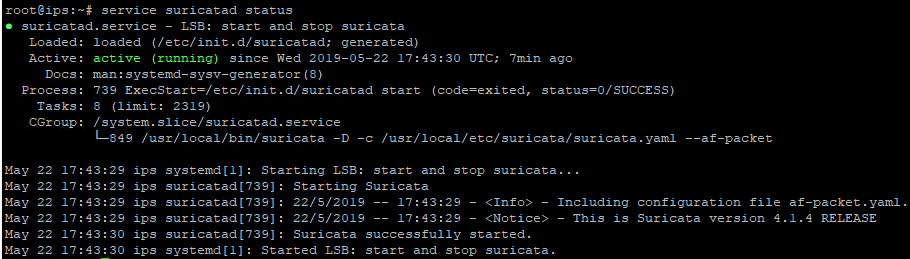 root@ips:~# service suricatad status
● suricatad.service - LSB: start and stop suricata
   Loaded: loaded (/etc/init.d/suricatad; generated)
   Active: active (running) since Wed 2019-05-22 17:43:30 UTC; 7min ago
     Docs: man:systemd-sysv-generator(8)
  Process: 739 ExecStart=/etc/init.d/suricatad start (code=exited, status=0/SUCCESS)
    Tasks: 8 (limit: 2319)
   CGroup: /system.slice/suricatad.service
           └─849 /usr/local/bin/suricata -D -c /usr/local/etc/suricata/suricata.yaml --af-packet
May 22 17:43:29 ips systemd[1]: Starting LSB: start and stop suricata...
May 22 17:43:29 ips suricatad[739]: Starting Suricata
May 22 17:43:29 ips suricatad[739]: 22/5/2019 -- 17:43:29 - <Info> - Including configuration file af-packet.yaml.
May 22 17:43:29 ips suricatad[739]: 22/5/2019 -- 17:43:29 - <Notice> - This is Suricata version 4.1.4 RELEASE
May 22 17:43:30 ips suricatad[739]: Suricata successfully started.
May 22 17:43:30 ips systemd[1]: Started LSB: start and stop suricata.